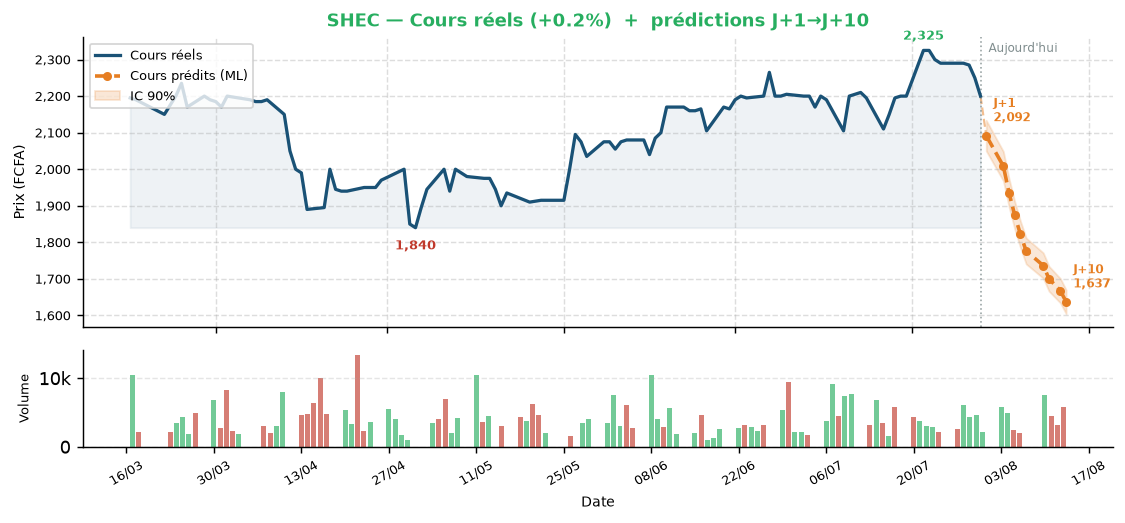 SHEC — Cours réels (+0.2%)  +  prédictions J+1→J+10
Cours réels
Cours prédits (ML)
IC 90%
2,325
Aujourd'hui
J+1
2,092
1,840
J+10
1,637
Prix (FCFA)
2,300
2,200
2,100
2,000
1,900
1,800
1,700
1,600
Volume
10k
0
16/03
30/03
13/04
27/04
11/05
25/05
08/06
22/06
06/07
20/07
03/08
17/08
Date